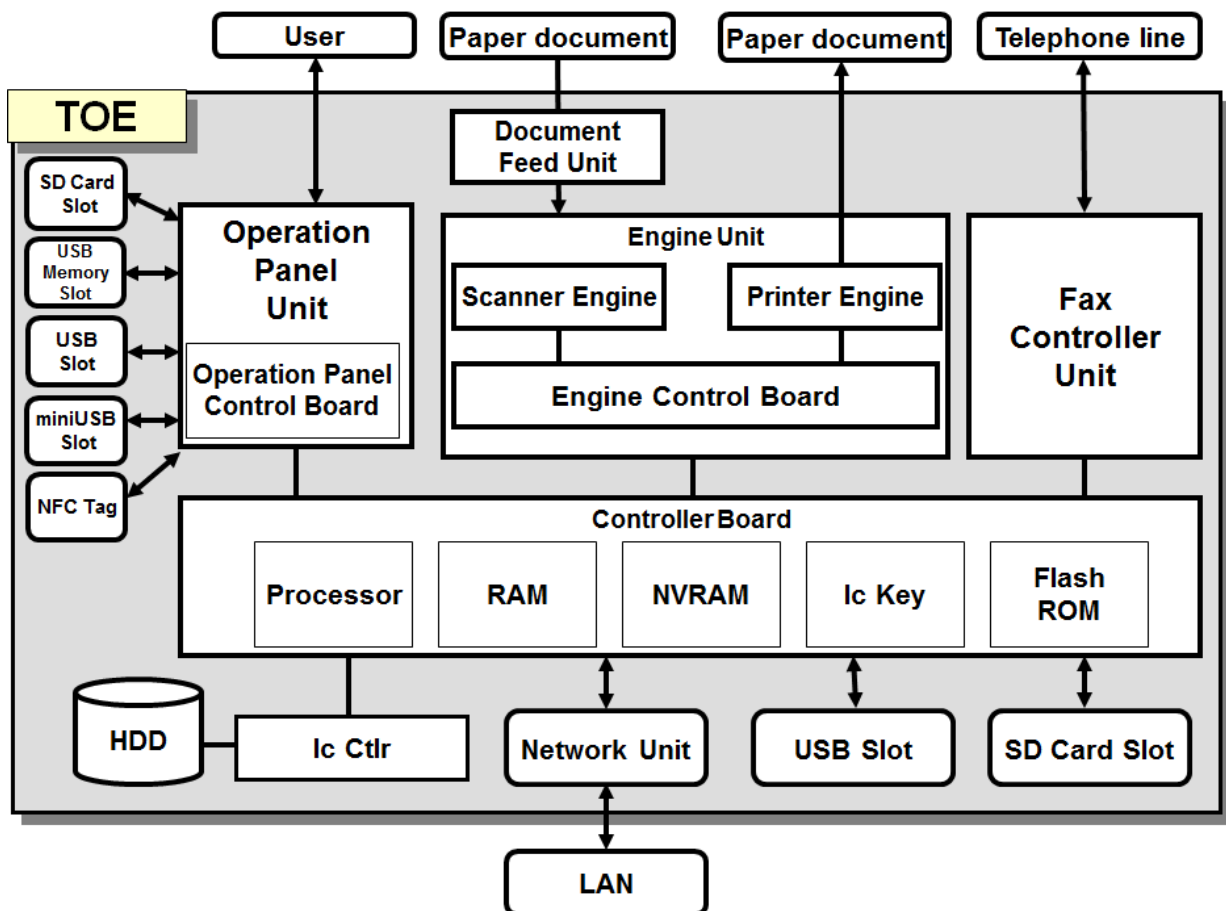 User
Paper document
Paper document
Telephone line
TOE
Document
Feed Unit
SD Card
Slot
USB
Memory
Slot
USB
Slot
miniUSB
Slot
NFC Tag
Operation
Panel
Unit
Operation Panel
Control Board
Engine Unit
Scanner Engine
Printer Engine
Engine Control Board
Fax
Controller
Unit
Controller Board
Processor
RAM
NVRAM
Ic Key
Flash
ROM
HDD
Ic Ctlr
Network Unit
USB Slot
SD Card Slot
LAN